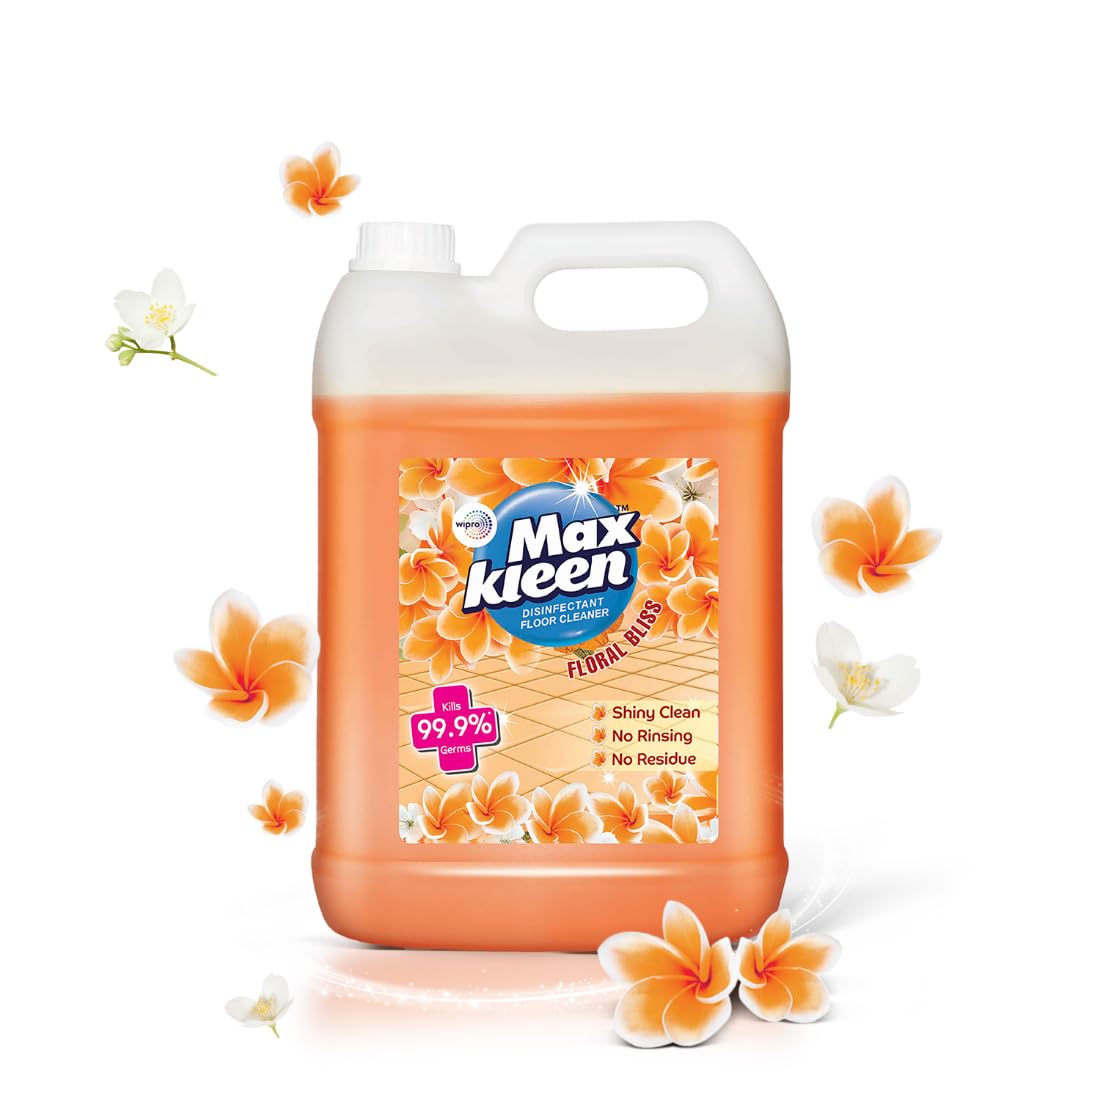 wipro
Max
TM
kleen
DISINFECTANT
FLOOR CLEANER
FLORAL BLISS
Kills
99.9%*
Germs
Shiny Clean
No Rinsing
No Residue